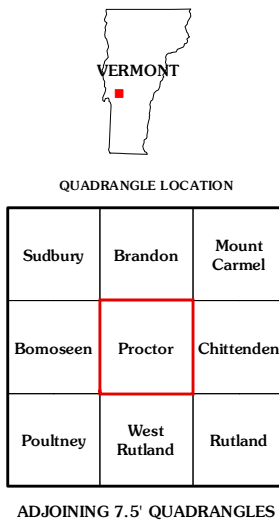 VERMONT
QUADRANGLE LOCATION
Sudbury Brandon Mount
Carmel
Bomoseen Proctor Chittenden
Poultney West
Rutland Rutland
ADJOINING 7.5' QUADRANGLES